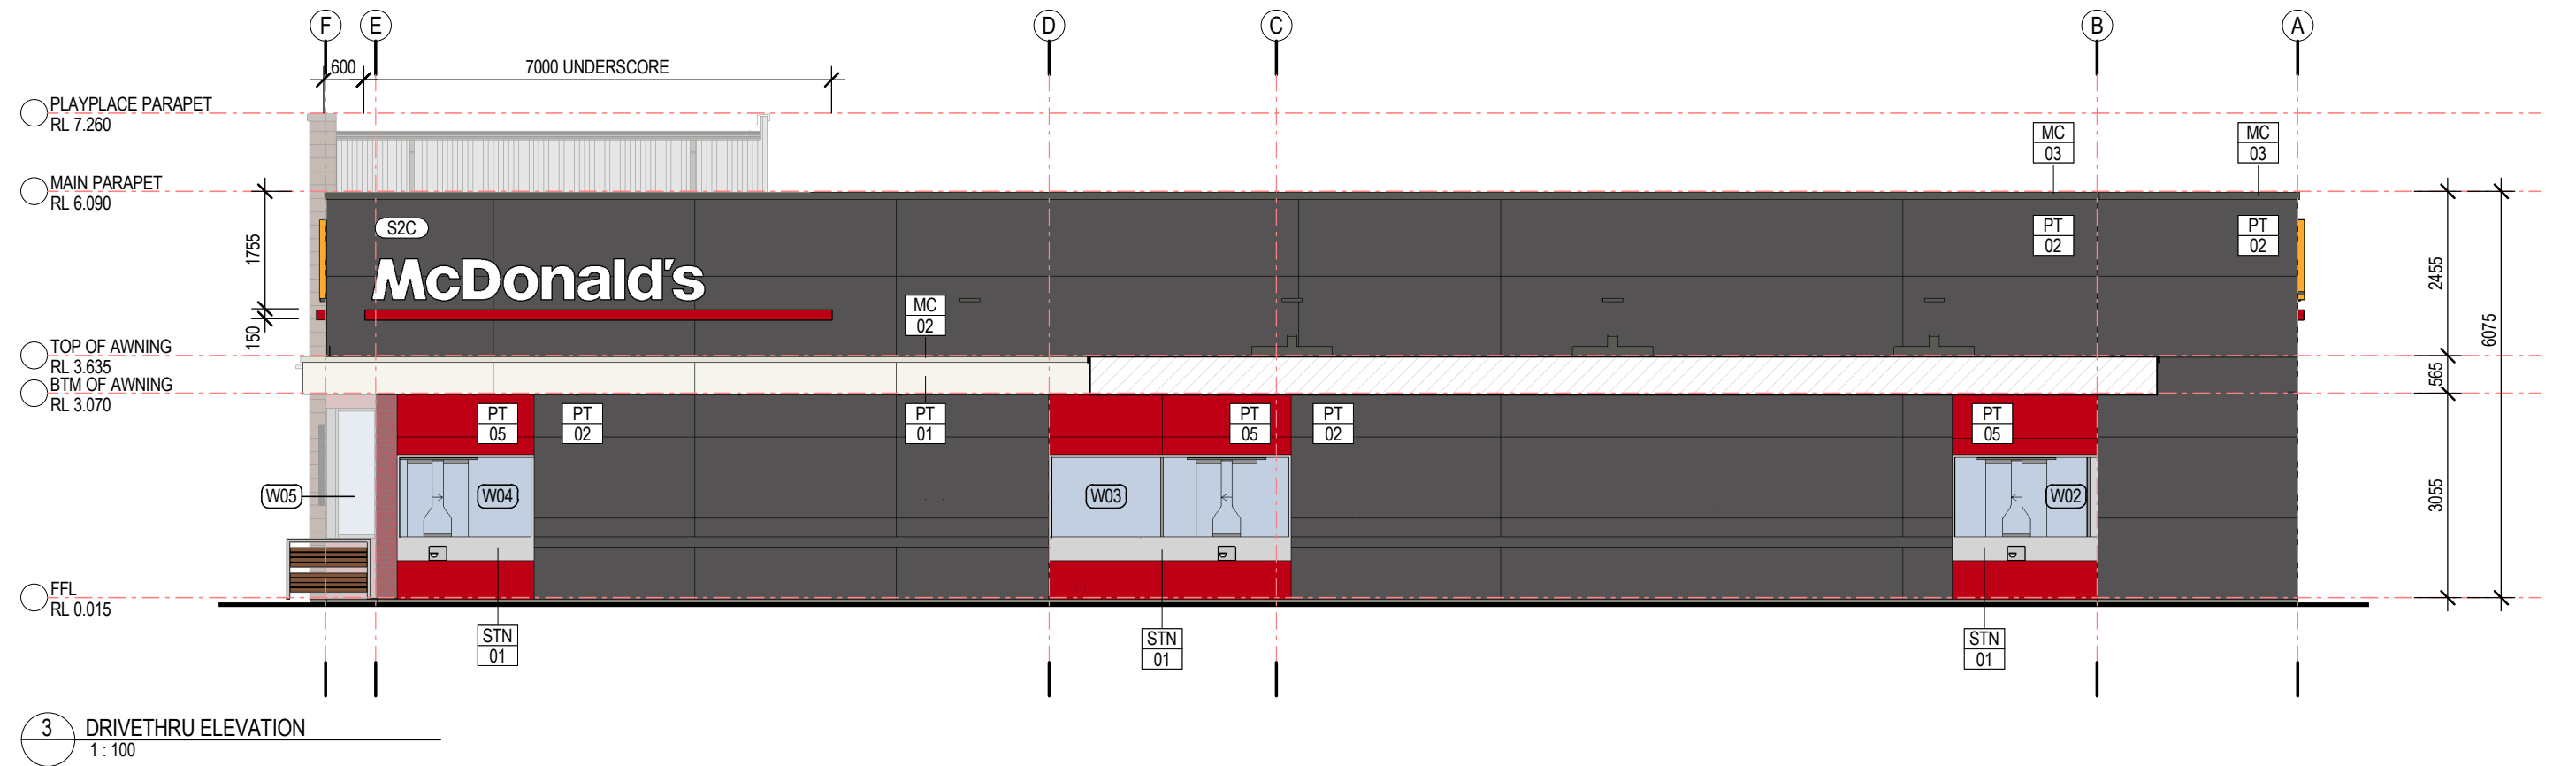 F
E
D
C
B
A
600
7000 UNDERSCORE
PLAYPLACE PARAPET
RL 7.260
MC
03
MC
03
MAIN PARAPET
RL 6.090
S2C
PT
02
PT
02
1755
McDonald's
2455
MC
02
150
6075
TOP OF AWNING
RL 3.635
565
BTM OF AWNING
RL 3.070
PT
05
PT
02
PT
01
PT
05
PT
02
PT
05
W05
W04
W03
W02
3055
FFL
RL 0.015
STN
01
STN
01
STN
01
3
DRIVETHRU ELEVATION
1 : 100